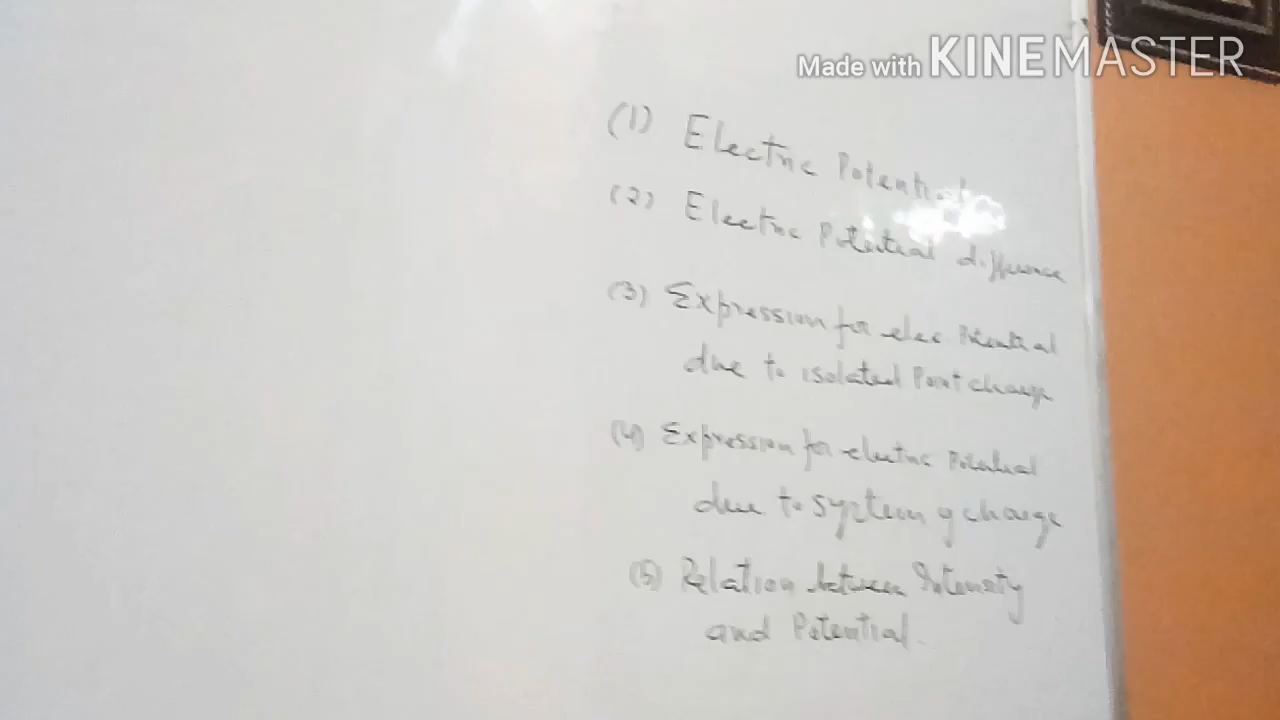 Made with KINEMASTER
(1) Electric Potential
(2) Electric Potential difference
(3) Expression for elec Potential
due to isolated Point charge
(4) Expression for electric Potential
due to system of charge
(5) Relation between Intensity
and Potential.